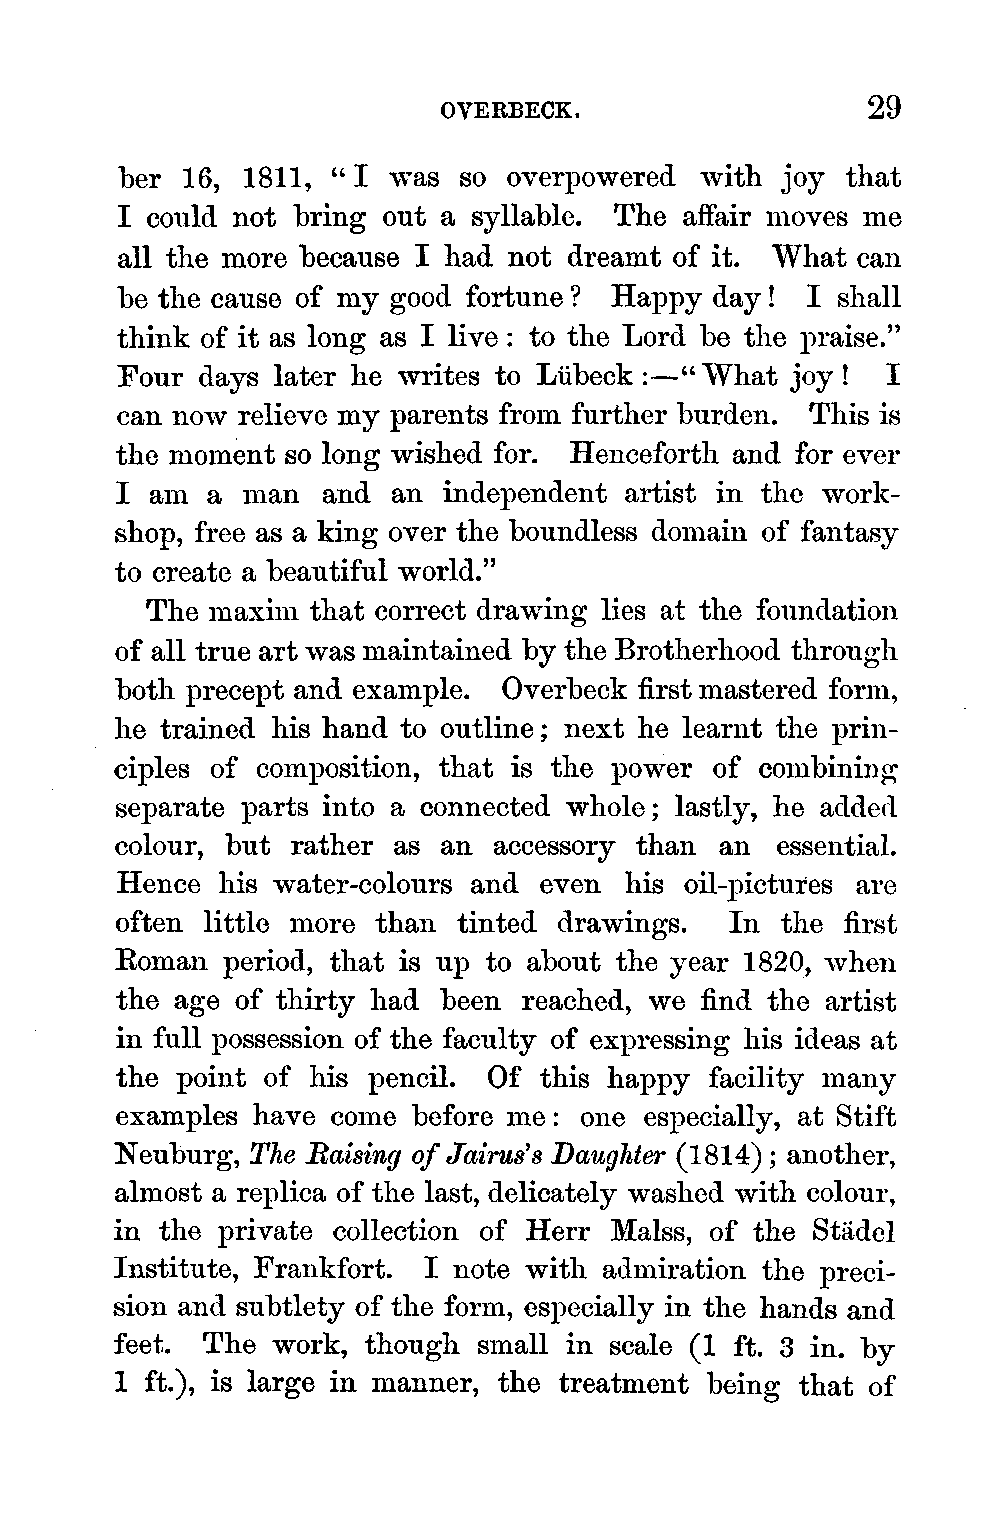 OVERBECK. 29
ber 16, 1811, “I was so overpowered with joy that
I could not bring out a syllable. The affair moves me
all the more because I had not dreamt of it. What can
be the cause of my good fortune? Happy day! I shall
think of it as long as I live: to the Lord be the praise.”
Four days later he writes to Lübeck:—“What joy! I
can now relieve my parents from further burden. This is
the moment so long wished for. Henceforth and for ever
I am a man and an independent artist in the work-
shop, free as a king over the boundless domain of fantasy
to create a beautiful world.”
The maxim that correct drawing lies at the foundation
of all true art was maintained by the Brotherhood through
both precept and example. Overbeck first mastered form,
he trained his hand to outline; next he learnt the prin-
ciples of composition, that is the power of combining
separate parts into a connected whole; lastly, he added
colour, but rather as an accessory than an essential.
Hence his water-colours and even his oil-pictures are
often little more than tinted drawings. In the first
Roman period, that is up to about the year 1820, when
the age of thirty had been reached, we find the artist
in full possession of the faculty of expressing his ideas at
the point of his pencil. Of this happy facility many
examples have come before me: one especially, at Stift
Neuburg, The Raising of Jairus’s Daughter (1814); another,
almost a replica of the last, delicately washed with colour,
in the private collection of Herr Malss, of the Städel
Institute, Frankfort. I note with admiration the preci-
sion and subtlety of the form, especially in the hands and
feet. The work, though small in scale (1 ft. 3 in. by
1 ft.), is large in manner, the treatment being that of